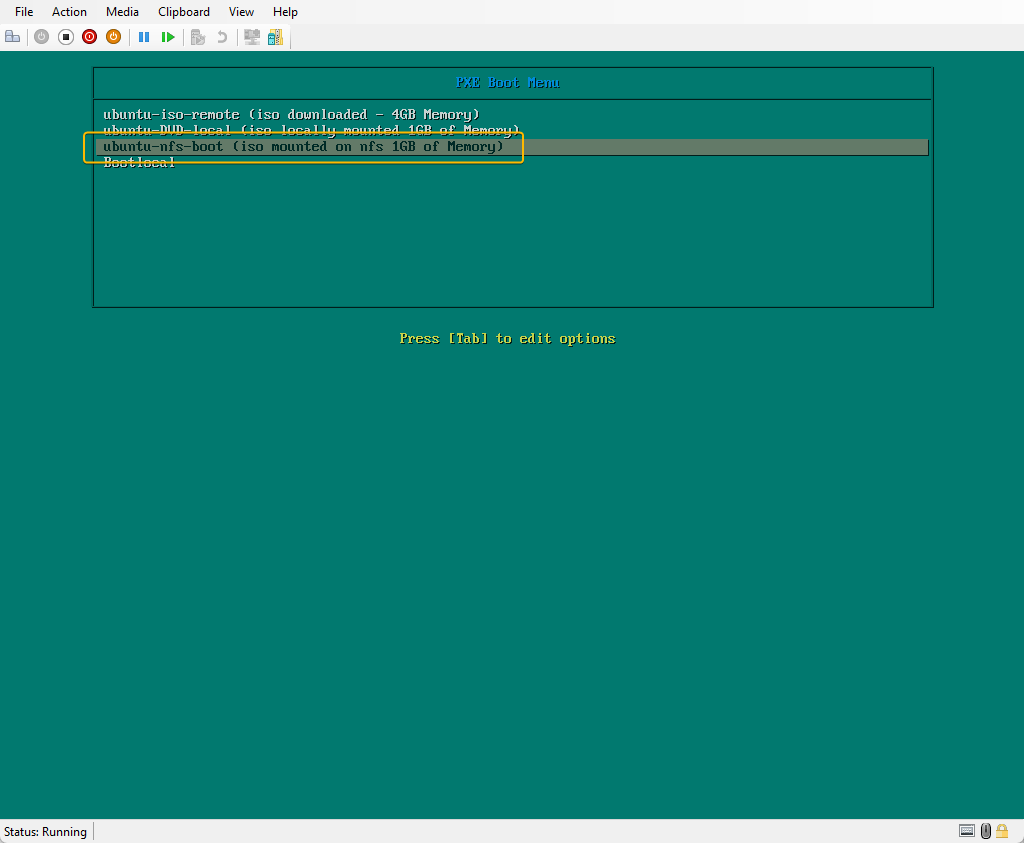 File Action Media Clipboard View Help
PXE Boot Menu
ubuntu-iso-remote (iso downloaded - 4GB Memory)
ubuntu-DVD-local (iso locally mounted 1GB of Memory)
ubuntu-nfs-boot (iso mounted on nfs 1GB of Memory)
Bootlocal
Press [Tab] to edit options
Status: Running